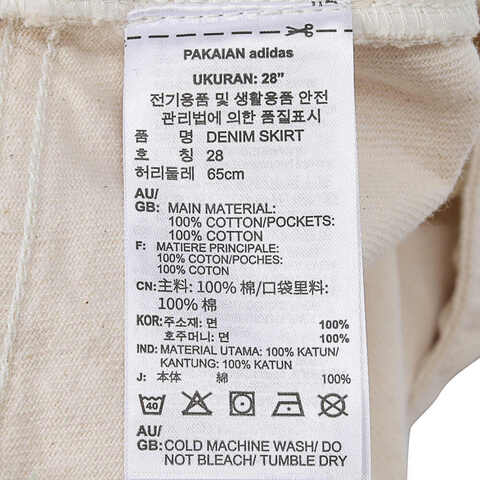 PAKAIAN adidas
UKURAN: 28”
전기용품 및 생활용품 안전
관리법에 의한 품질표시
품 명 DENIM SKIRT
호 칭 28
허리둘레 65cm
AU/
GB: MAIN MATERIAL:
100% COTTON/POCKETS:
100% COTTON
F: MATIERE PRINCIPALE:
100% COTON/POCHES:
100% COTON
CN: 主料: 100% 棉/口袋里料:
100% 棉
KOR: 주소재: 면 100%
호주머니: 면 100%
IND: MATERIAL UTAMA: 100% KATUN/
KANTUNG: 100% KATUN
J: 本体 綿 100%
40
AU/
GB: COLD MACHINE WASH/ DO
NOT BLEACH/ TUMBLE DRY